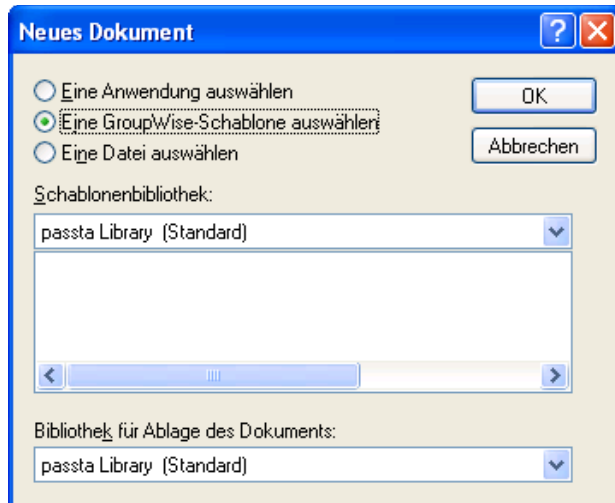 Neues Dokument
Eine Anwendung auswählen
OK
Eine GroupWise-Schablone auswählen
Eine Datei auswählen
Abbrechen
Schablonenbibliothek:
passta Library (Standard)
Bibliothek für Ablage des Dokuments:
passta Library (Standard)